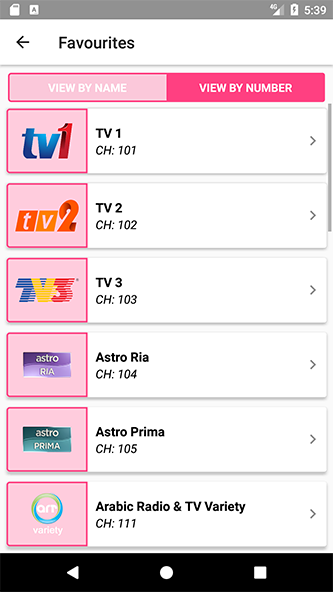 A
4G
5:39
Favourites
VIEW BY NAME
VIEW BY NUMBER
tv1
TV 1
CH: 101
tv2
TV 2
CH: 102
TV3
TV 3
CH: 103
astro
RIA
Astro Ria
CH: 104
astro
PRIMA
Astro Prima
CH: 105
art
variety
Arabic Radio & TV Variety
CH: 111